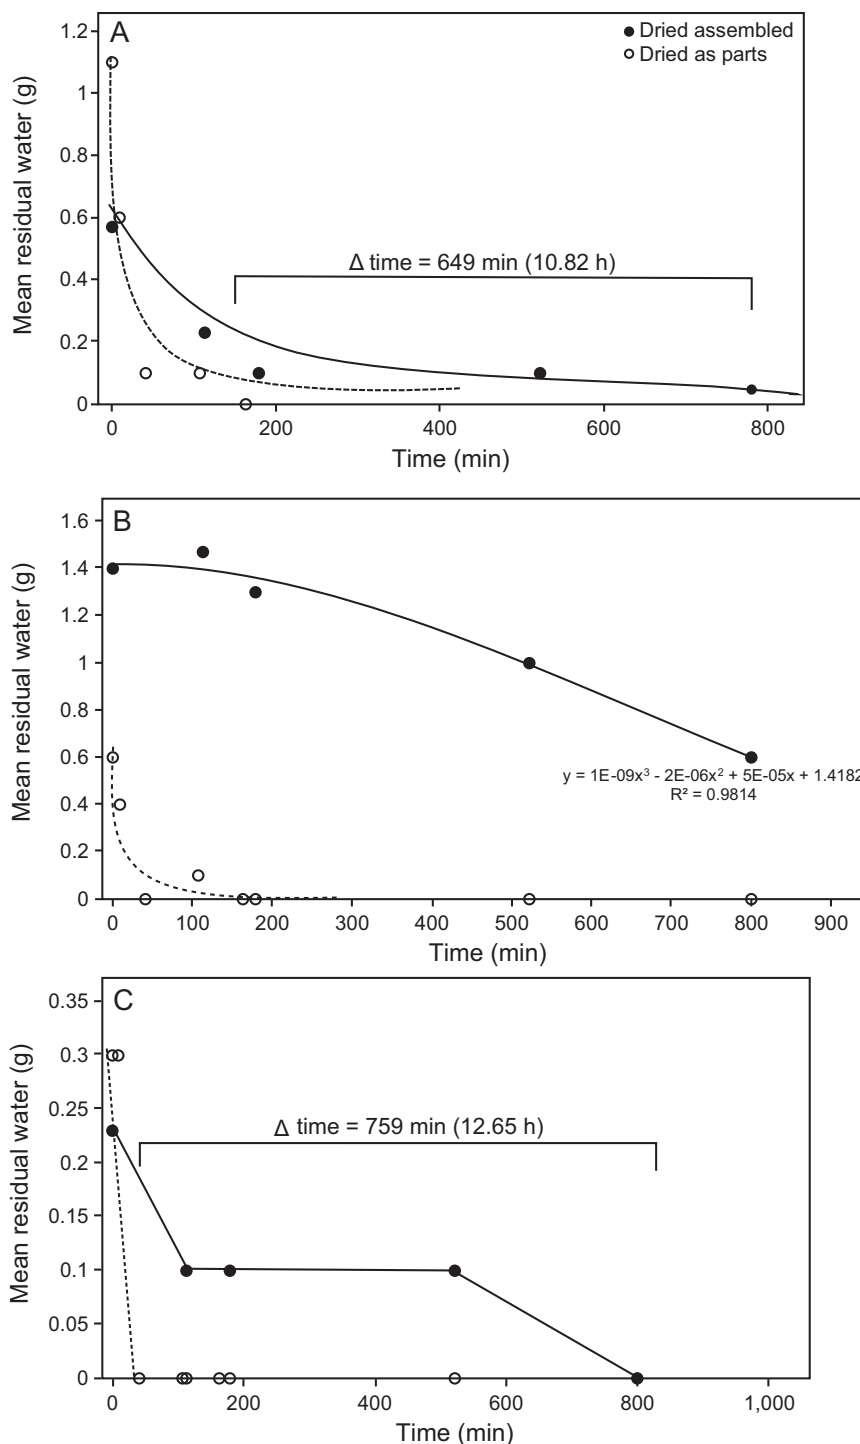 A
Dried assembled
Dried as parts
Mean residual water (g)
1.2
1
0.8
0.6
0.4
0.2
0
Δ time = 649 min (10.82 h)
0 200 400 600 800
Time (min)
B
Mean residual water (g)
1.6
1.4
1.2
1
0.8
0.6
0.4
0.2
0
y = 1E-09x³ - 2E-06x² + 5E-05x + 1.4182
R² = 0.9814
0 100 200 300 400 500 600 700 800 900
Time (min)
C
Mean residual water (g)
0.35
0.3
0.25
0.2
0.15
0.1
0.05
0
Δ time = 759 min (12.65 h)
0 200 400 600 800 1,000
Time (min)